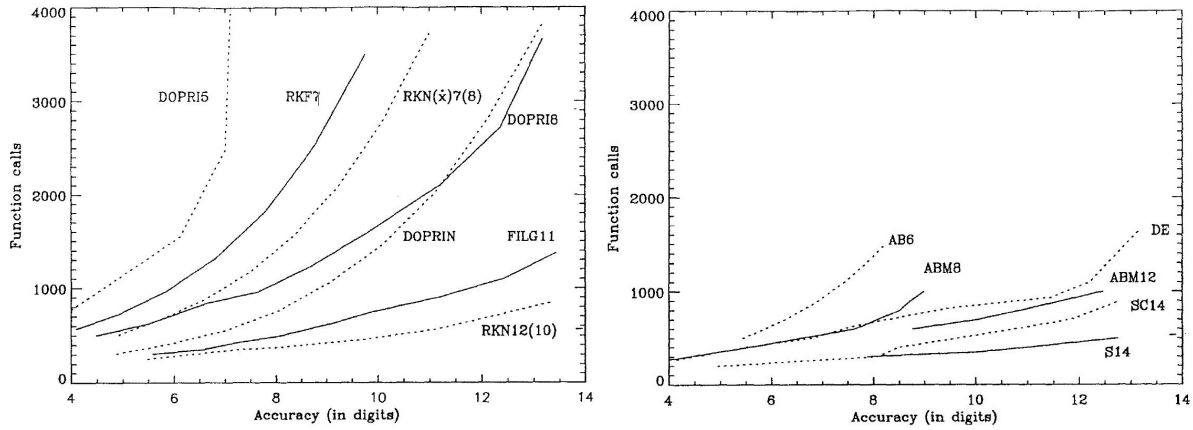 4000
3000
2000
1000
0
Function calls
DOPRI5
RKF7
RKN(ẋ)7(8)
DOPRI8
DOPRIN
FILG11
RKN12(10)
4 6 8 10 12 14
Accuracy (in digits)
4000
3000
2000
1000
0
Function calls
AB6
ABM8
DE
ABM12
SC14
S14
4 6 8 10 12 14
Accuracy (in digits)